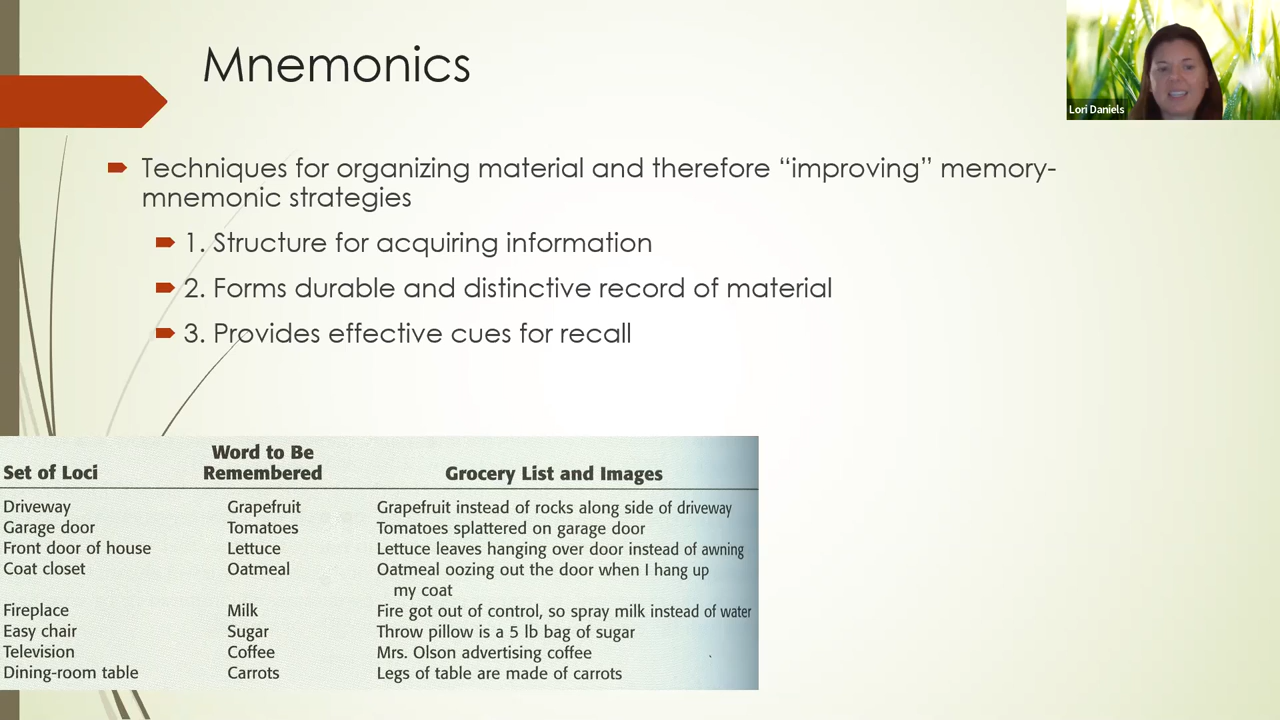 Mnemonics
Lori Daniels
Techniques for organizing material and therefore “improving” memory-
mnemonic strategies
1. Structure for acquiring information
2. Forms durable and distinctive record of material
3. Provides effective cues for recall
Set of Loci Word to Be Remembered Grocery List and Images
Driveway Grapefruit Grapefruit instead of rocks along side of driveway
Garage door Tomatoes Tomatoes splattered on garage door
Front door of house Lettuce Lettuce leaves hanging over door instead of awning
Coat closet Oatmeal Oatmeal oozing out the door when I hang up
my coat
Fireplace Milk Fire got out of control, so spray milk instead of water
Easy chair Sugar Throw pillow is a 5 lb bag of sugar
Television Coffee Mrs. Olson advertising coffee
Dining-room table Carrots Legs of table are made of carrots